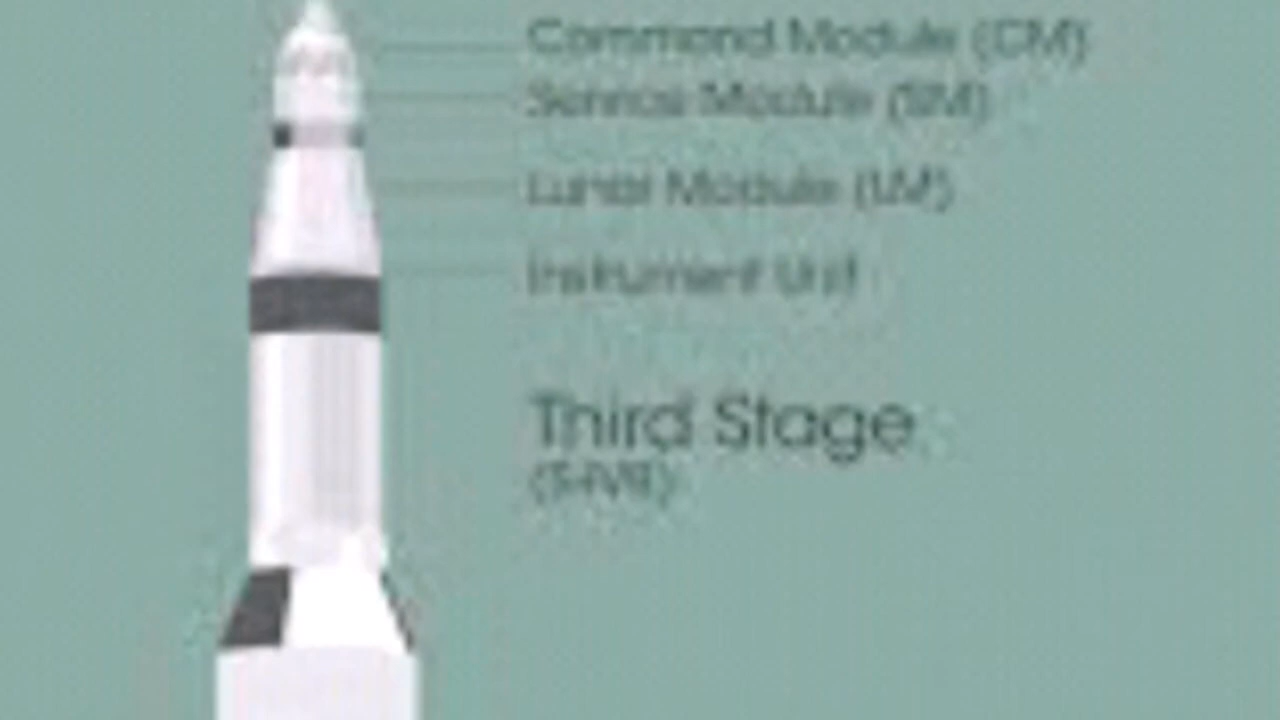 Command Module (CM)
Service Module (SM)
Lunar Module (LM)
Instrument Unit
Third Stage
(S-IVB)